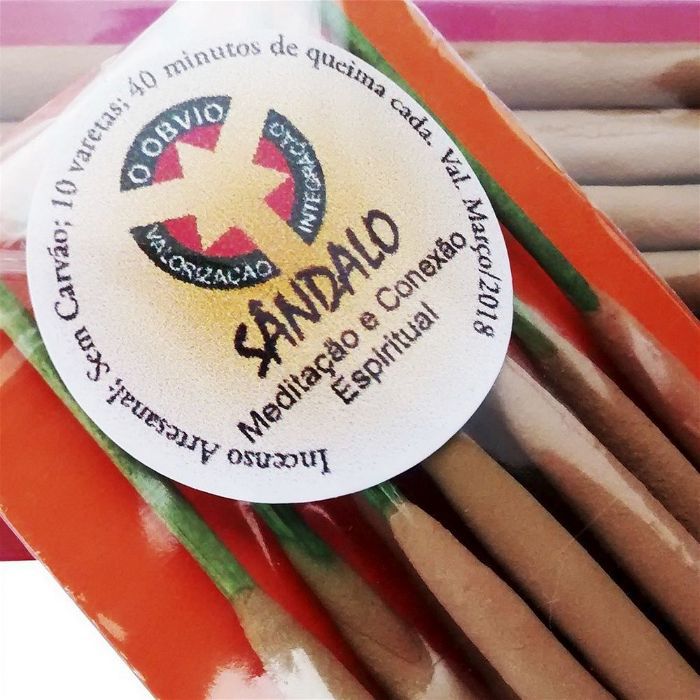 Incenso Artesanal; Sem Carvão; 10 varetas; 40 minutos de queima cada. Val. Março/2018
O OBVIO
INTEGRAÇÃO
VALORIZAÇÃO
SÂNDALO
Meditação e Conexão
Espiritual